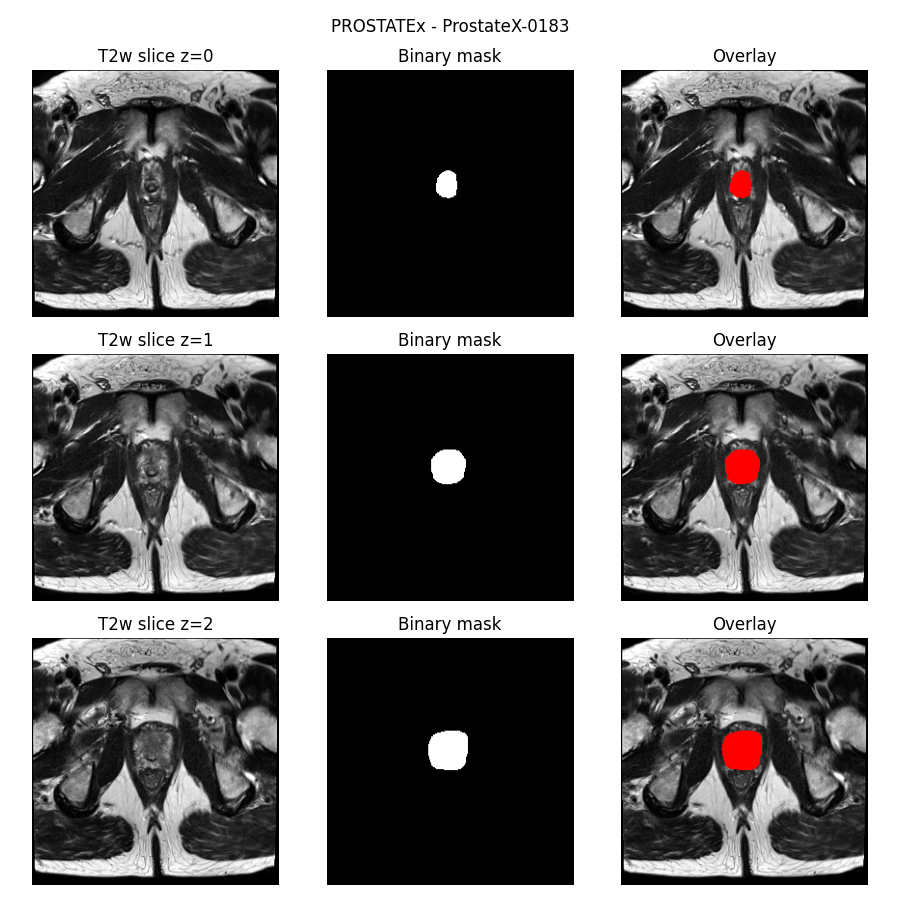 PROSTATEx - ProstateX-0183
T2w slice z=0 Binary mask Overlay
T2w slice z=1 Binary mask Overlay
T2w slice z=2 Binary mask Overlay